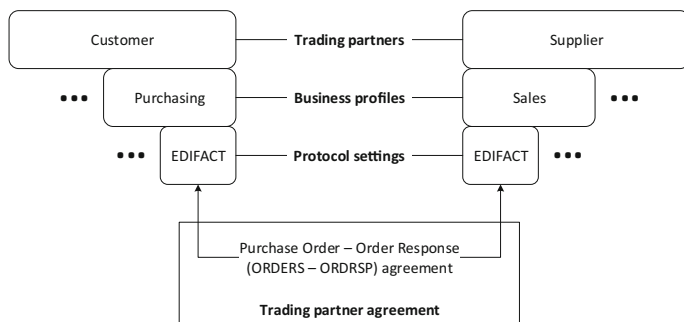 Customer Trading partners Supplier
••• Purchasing Business profiles Sales •••
••• EDIFACT Protocol settings EDIFACT •••
Purchase Order – Order Response
(ORDERS – ORDRSP) agreement
Trading partner agreement